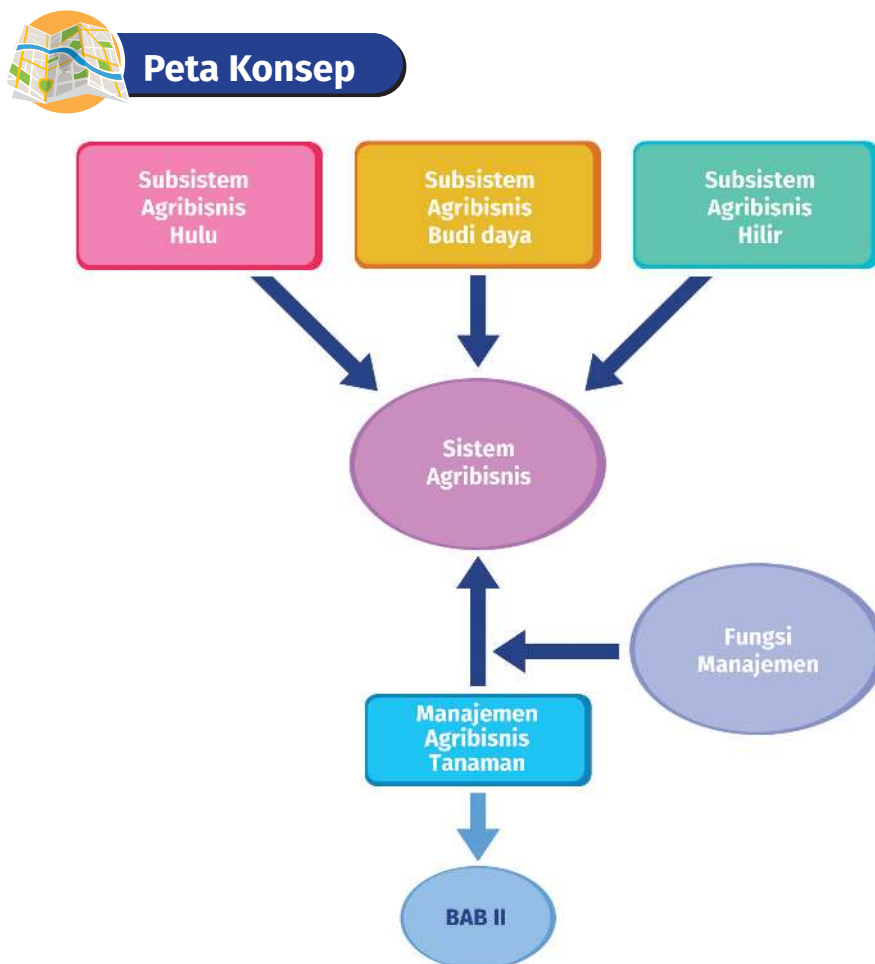 Peta Konsep
Subsistem
Agribisnis
Hulu
Subsistem
Agribisnis
Budi daya
Subsistem
Agribisnis
Hilir
Sistem
Agribisnis
Fungsi
Manajemen
Manajemen
Agribisnis
Tanaman
BAB II